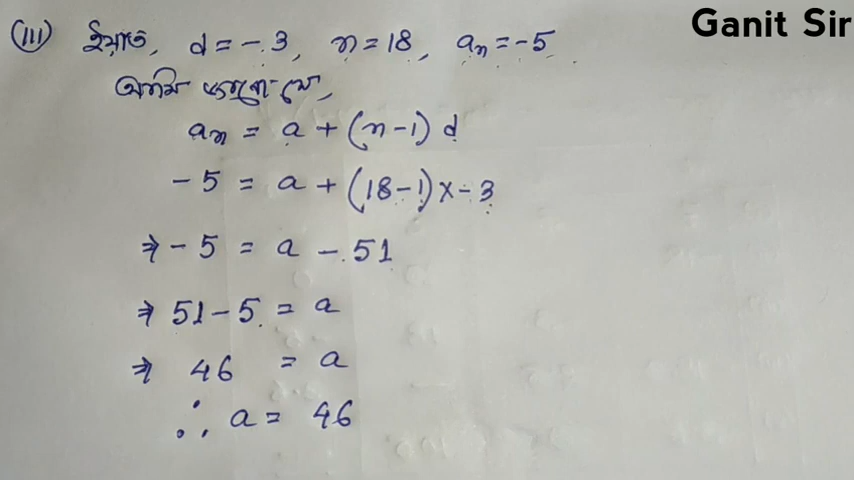 Ganit Sir
(iii) ইয়াত, d = -3, n = 18, an = -5
আমি জানো যে,
an = a + (n-1) d
-5 = a + (18-1) x -3
⇒ -5 = a - 51
⇒ 51 - 5 = a
⇒ 46 = a
∴ a = 46